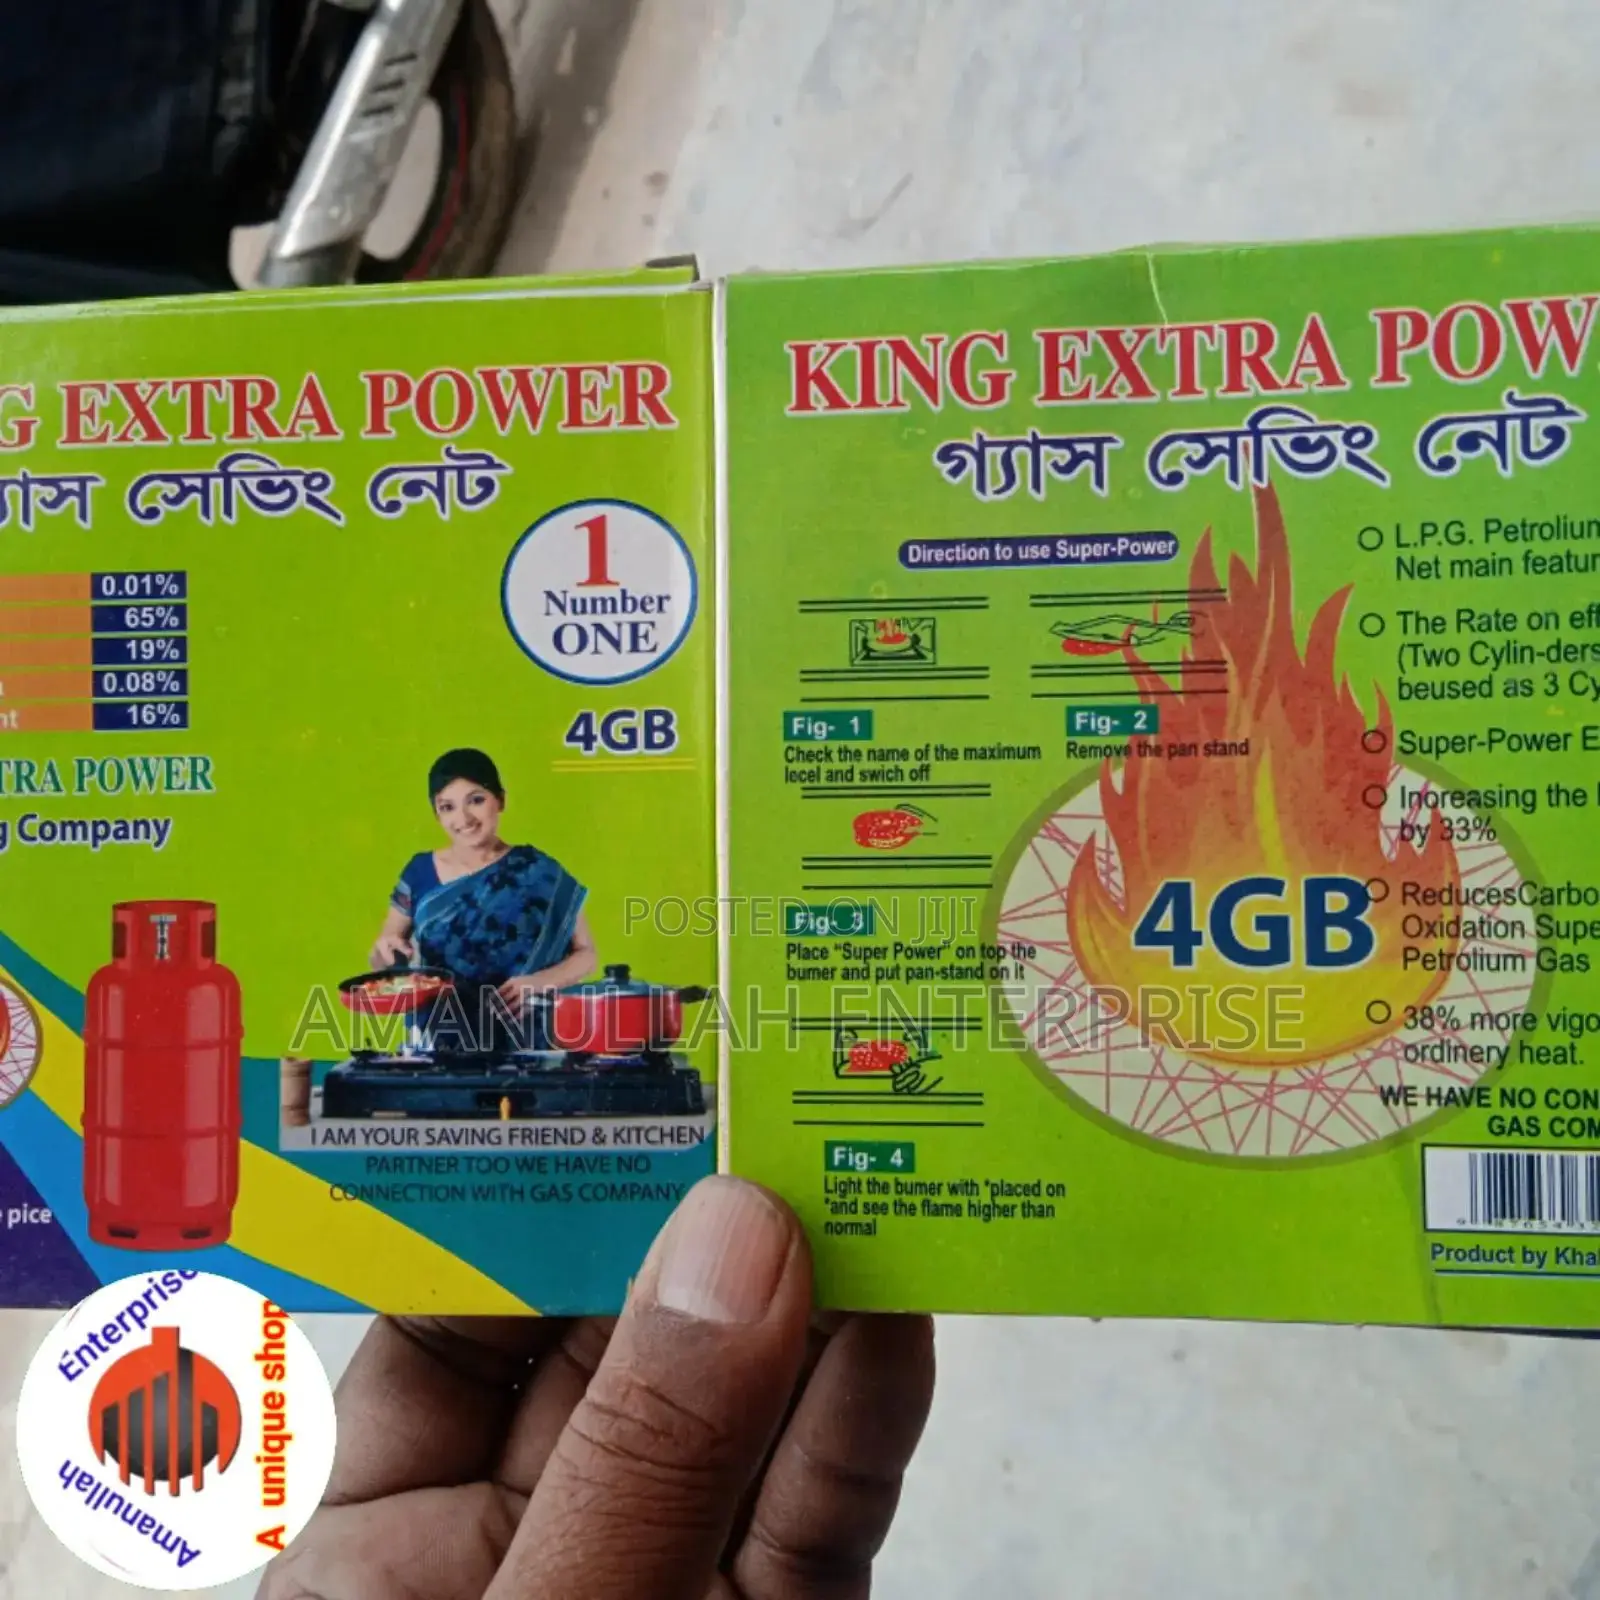 G EXTRA POWER
গ্যাস সেভিং নেট
0.01%
65%
19%
0.08%
16%
1
Number
ONE
4GB
TRA POWER
g Company
I AM YOUR SAVING FRIEND & KITCHEN
PARTNER TOO WE HAVE NO
CONNECTION WITH GAS COMPANY
pice
KING EXTRA POW
গ্যাস সেভিং নেট
Direction to use Super-Power
Fig- 1
Check the name of the maximum
locel and swich off
Fig- 2
Remove the pan stand
Fig- 3
Place "Super Power" on top the
burner and put pan-stand on it
Fig- 4
Light the bumer with *placed on
*and see the flame higher than
normal
4GB
L.P.G. Petrolium
Net main featur
The Rate on eff
(Two Cylin-ders
beused as 3 Cy
Super-Power E
Inoreasing the
by 33%
ReducesCarbo
Oxidation Supe
Petrolium Gas
38% more vigo
ordinery heat.
WE HAVE NO CON
GAS COM
Product by Khal
POSTED ON JIJI
AMANULLAH ENTERPRISE
Enterprise
Amanullah
A unique shop